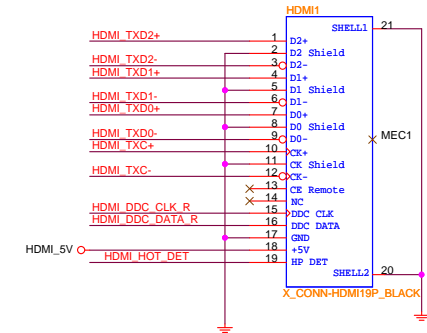 HDMI1
SHELL1 21
HDMI_TXD2+ 1 D2+
2 D2 Shield
HDMI_TXD2- 3 D2-
HDMI_TXD1+ 4 D1+
5 D1 Shield
HDMI_TXD1- 6 D1-
HDMI_TXD0+ 7 D0+
8 D0 Shield
HDMI_TXD0- 9 D0-
MEC1
HDMI_TXC+ 10 CK+
11 CK Shield
HDMI_TXC- 12 CK-
13 CE Remote
14 NC
HDMI_DDC_CLK_R 15 DDC CLK
HDMI_DDC_DATA_R 16 DDC DATA
17 GND
HDMI_5V 18 +5V
HDMI_HOT_DET 19 HP DET
SHELL2 20
X_CONN-HDMI19P_BLACK